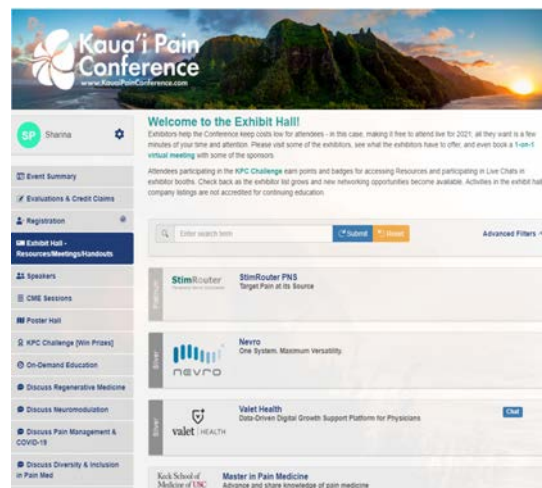 Kaua'i Pain
Conference
www.KauaiPainConference.com
SP
Sharina
Event Summary
Evaluations & Credit Claims
Registration
Exhibit Hall -
Resources/Meetings/Handouts
Speakers
CME Sessions
Poster Hall
KPC Challenge [Win Prizes]
On-Demand Education
Discuss Regenerative Medicine
Discuss Neuromodulation
Discuss Pain Management &
COVID-19
Discuss Diversity & Inclusion
in Pain Med
Welcome to the Exhibit Hall!
Exhibitors help the Conference keep costs low for attendees - in this case, making it free to attend live for 2021; all they want is a few
minutes of your time and attention. Please visit some of the exhibitors, see what the exhibitors have to offer, and even book a 1-on-1
virtual meeting with some of the sponsors.
Attendees participating in the KPC Challenge earn points and badges for accessing Resources and participating in Live Chats in
exhibitor booths. Check back as the exhibitor list grows and new networking opportunities become available. Activities in the exhibit hall
company listings are not accredited for continuing education.
Enter search term
Submit
Reset
Advanced Filters
Platinum
StimRouter
StimRouter PNS
Target Pain at its Source
Silver
nevro
Nevro
One System. Maximum Versatility.
Silver
valet HEALTH
Valet Health
Data-Driven Digital Growth Support Platform for Physicians
Chat
Keck School of
Medicine of USC
Master in Pain Medicine
Advance and share knowledge of pain medicine